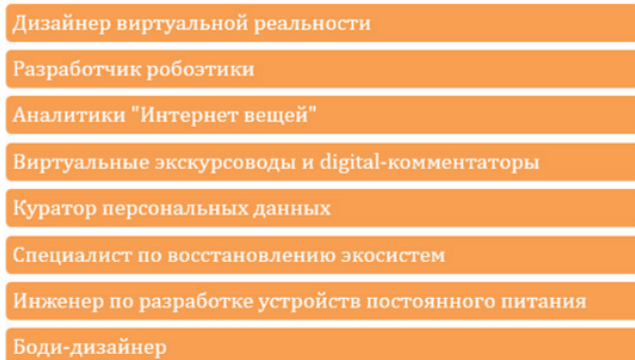 Дизайнер виртуальной реальности
Разработчик робоэтики
Аналитики "Интернет вещей"
Виртуальные экскурсоводы и digital-комментаторы
Куратор персональных данных
Специалист по восстановлению экосистем
Инженер по разработке устройств постоянного питания
Боди-дизайнер